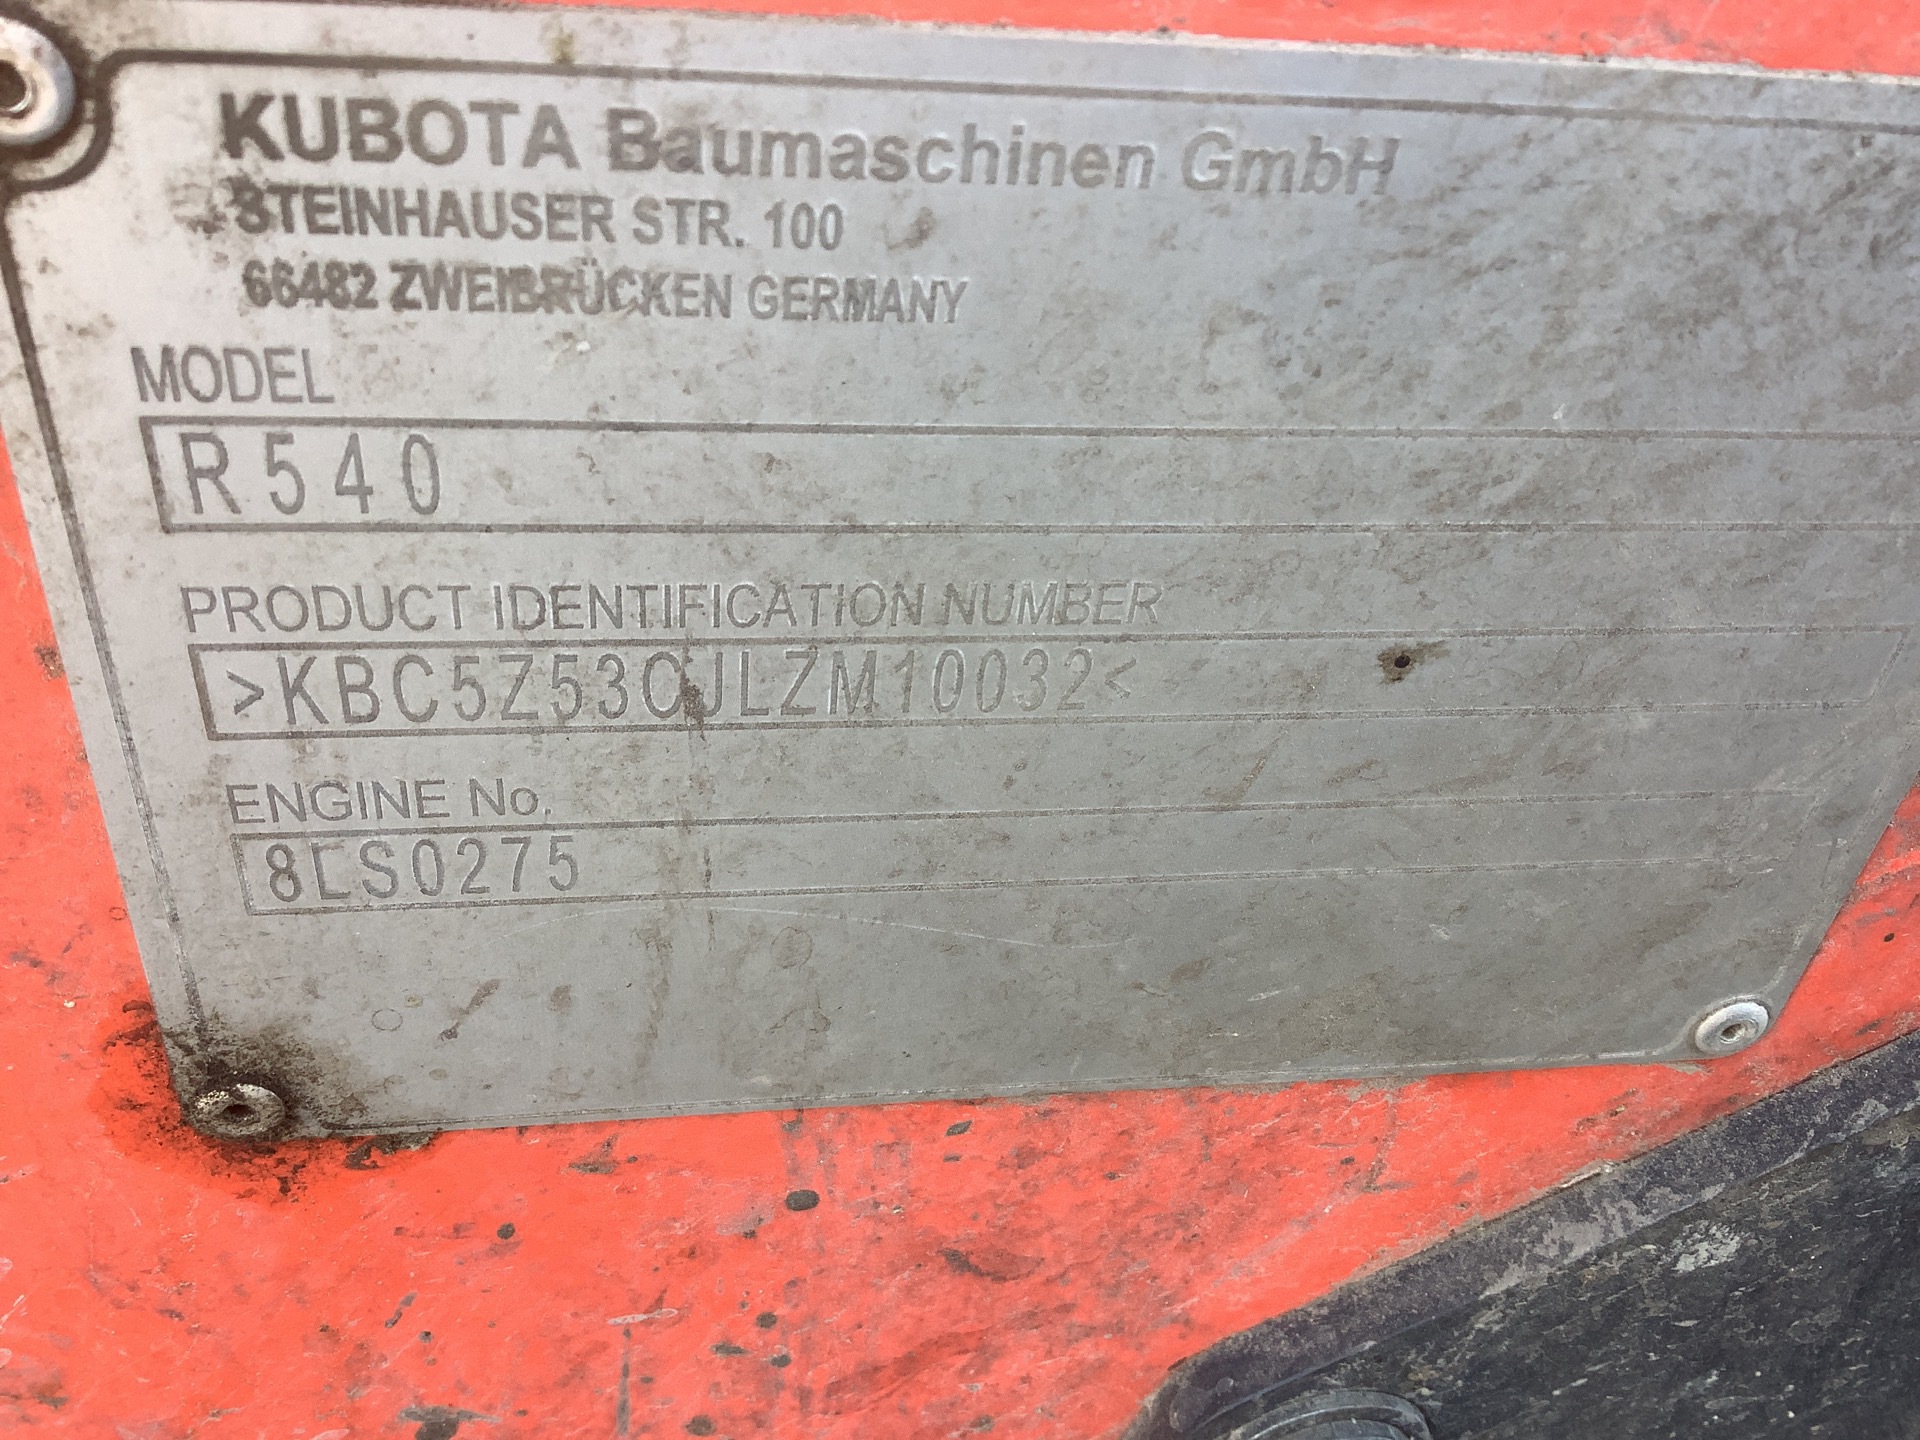 KUBOTA Baumaschinen GmbH
STEINHAUSER STR. 100
66482 ZWEIBRÜCKEN GERMANY
MODEL
R540
PRODUCT IDENTIFICATION NUMBER
>KBC5Z53CJLZM10032<
ENGINE No.
8LS0275